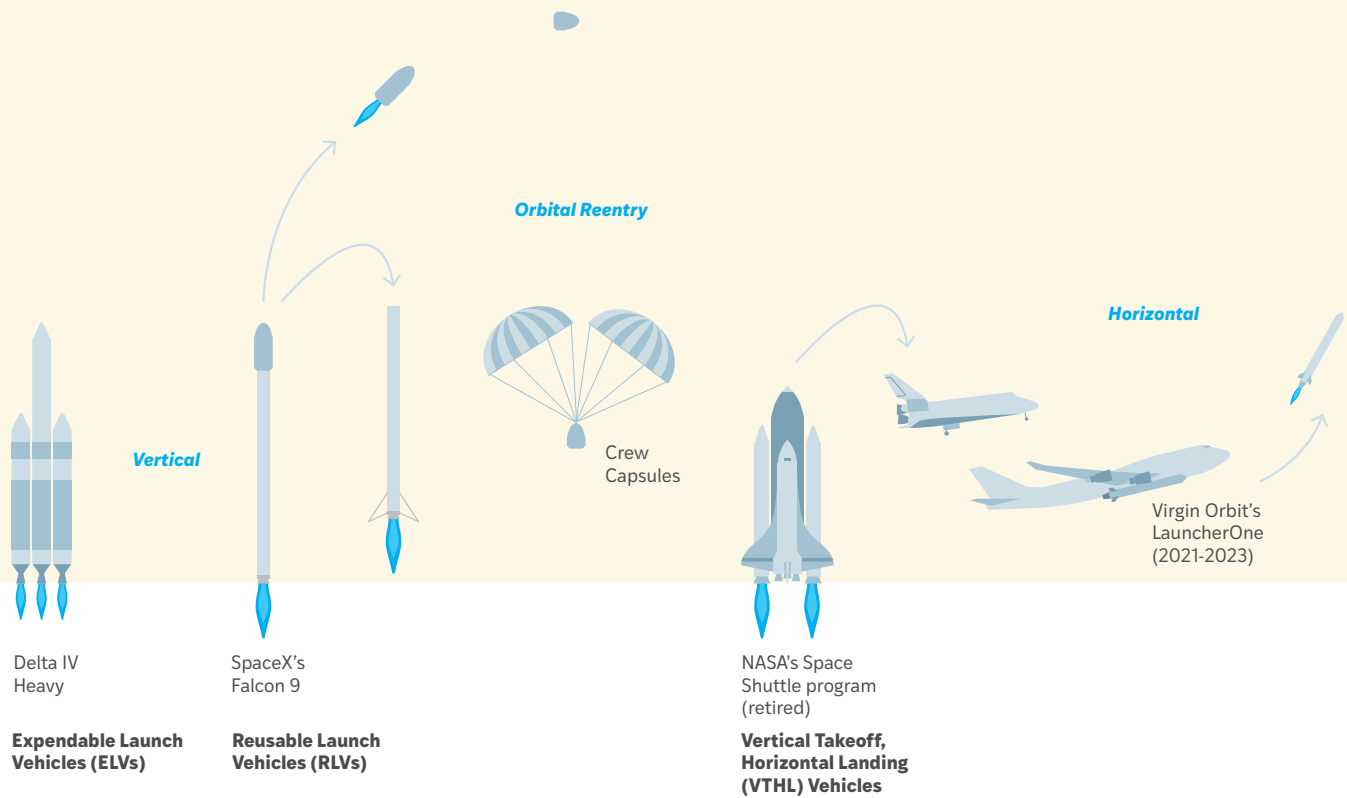 Orbital Reentry
Horizontal
Vertical
Crew
Capsules
Virgin Orbit’s
LauncherOne
(2021-2023)
Delta IV
Heavy
Expendable Launch
Vehicles (ELVs)
SpaceX’s
Falcon 9
Reusable Launch
Vehicles (RLVs)
NASA's Space
Shuttle program
(retired)
Vertical Takeoff,
Horizontal Landing
(VTHL) Vehicles